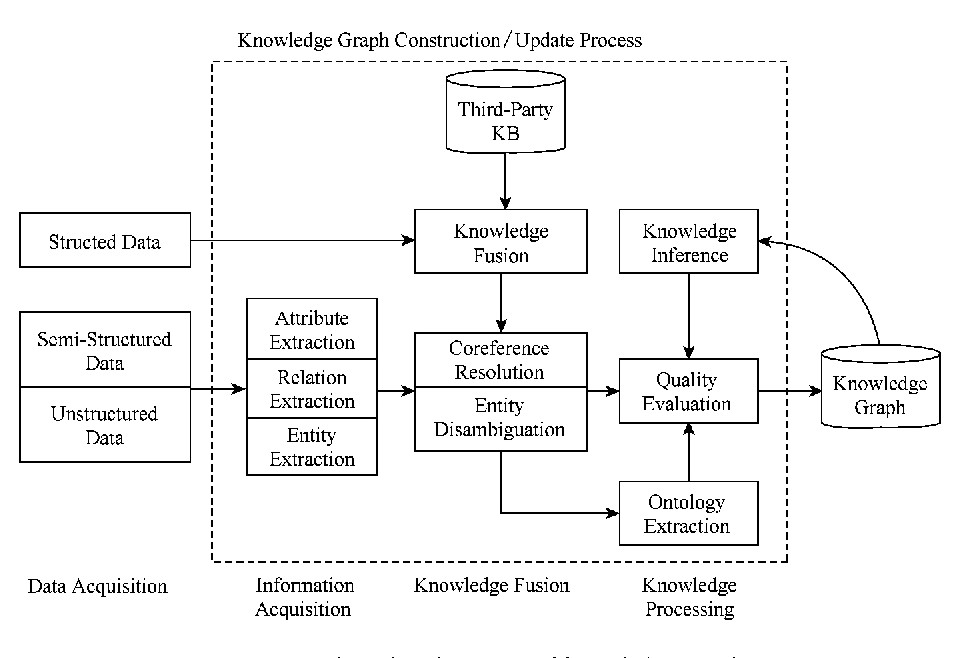 Knowledge Graph Construction/Update Process
Third-Party
KB
Structed Data
Knowledge
Fusion
Knowledge
Inference
Semi-Structured
Data
Unstructured
Data
Attribute
Extraction
Relation
Extraction
Entity
Extraction
Coreference
Resolution
Entity
Disambiguation
Quality
Evaluation
Knowledge
Graph
Ontology
Extraction
Data Acquisition
Information
Acquisition
Knowledge Fusion
Knowledge
Processing